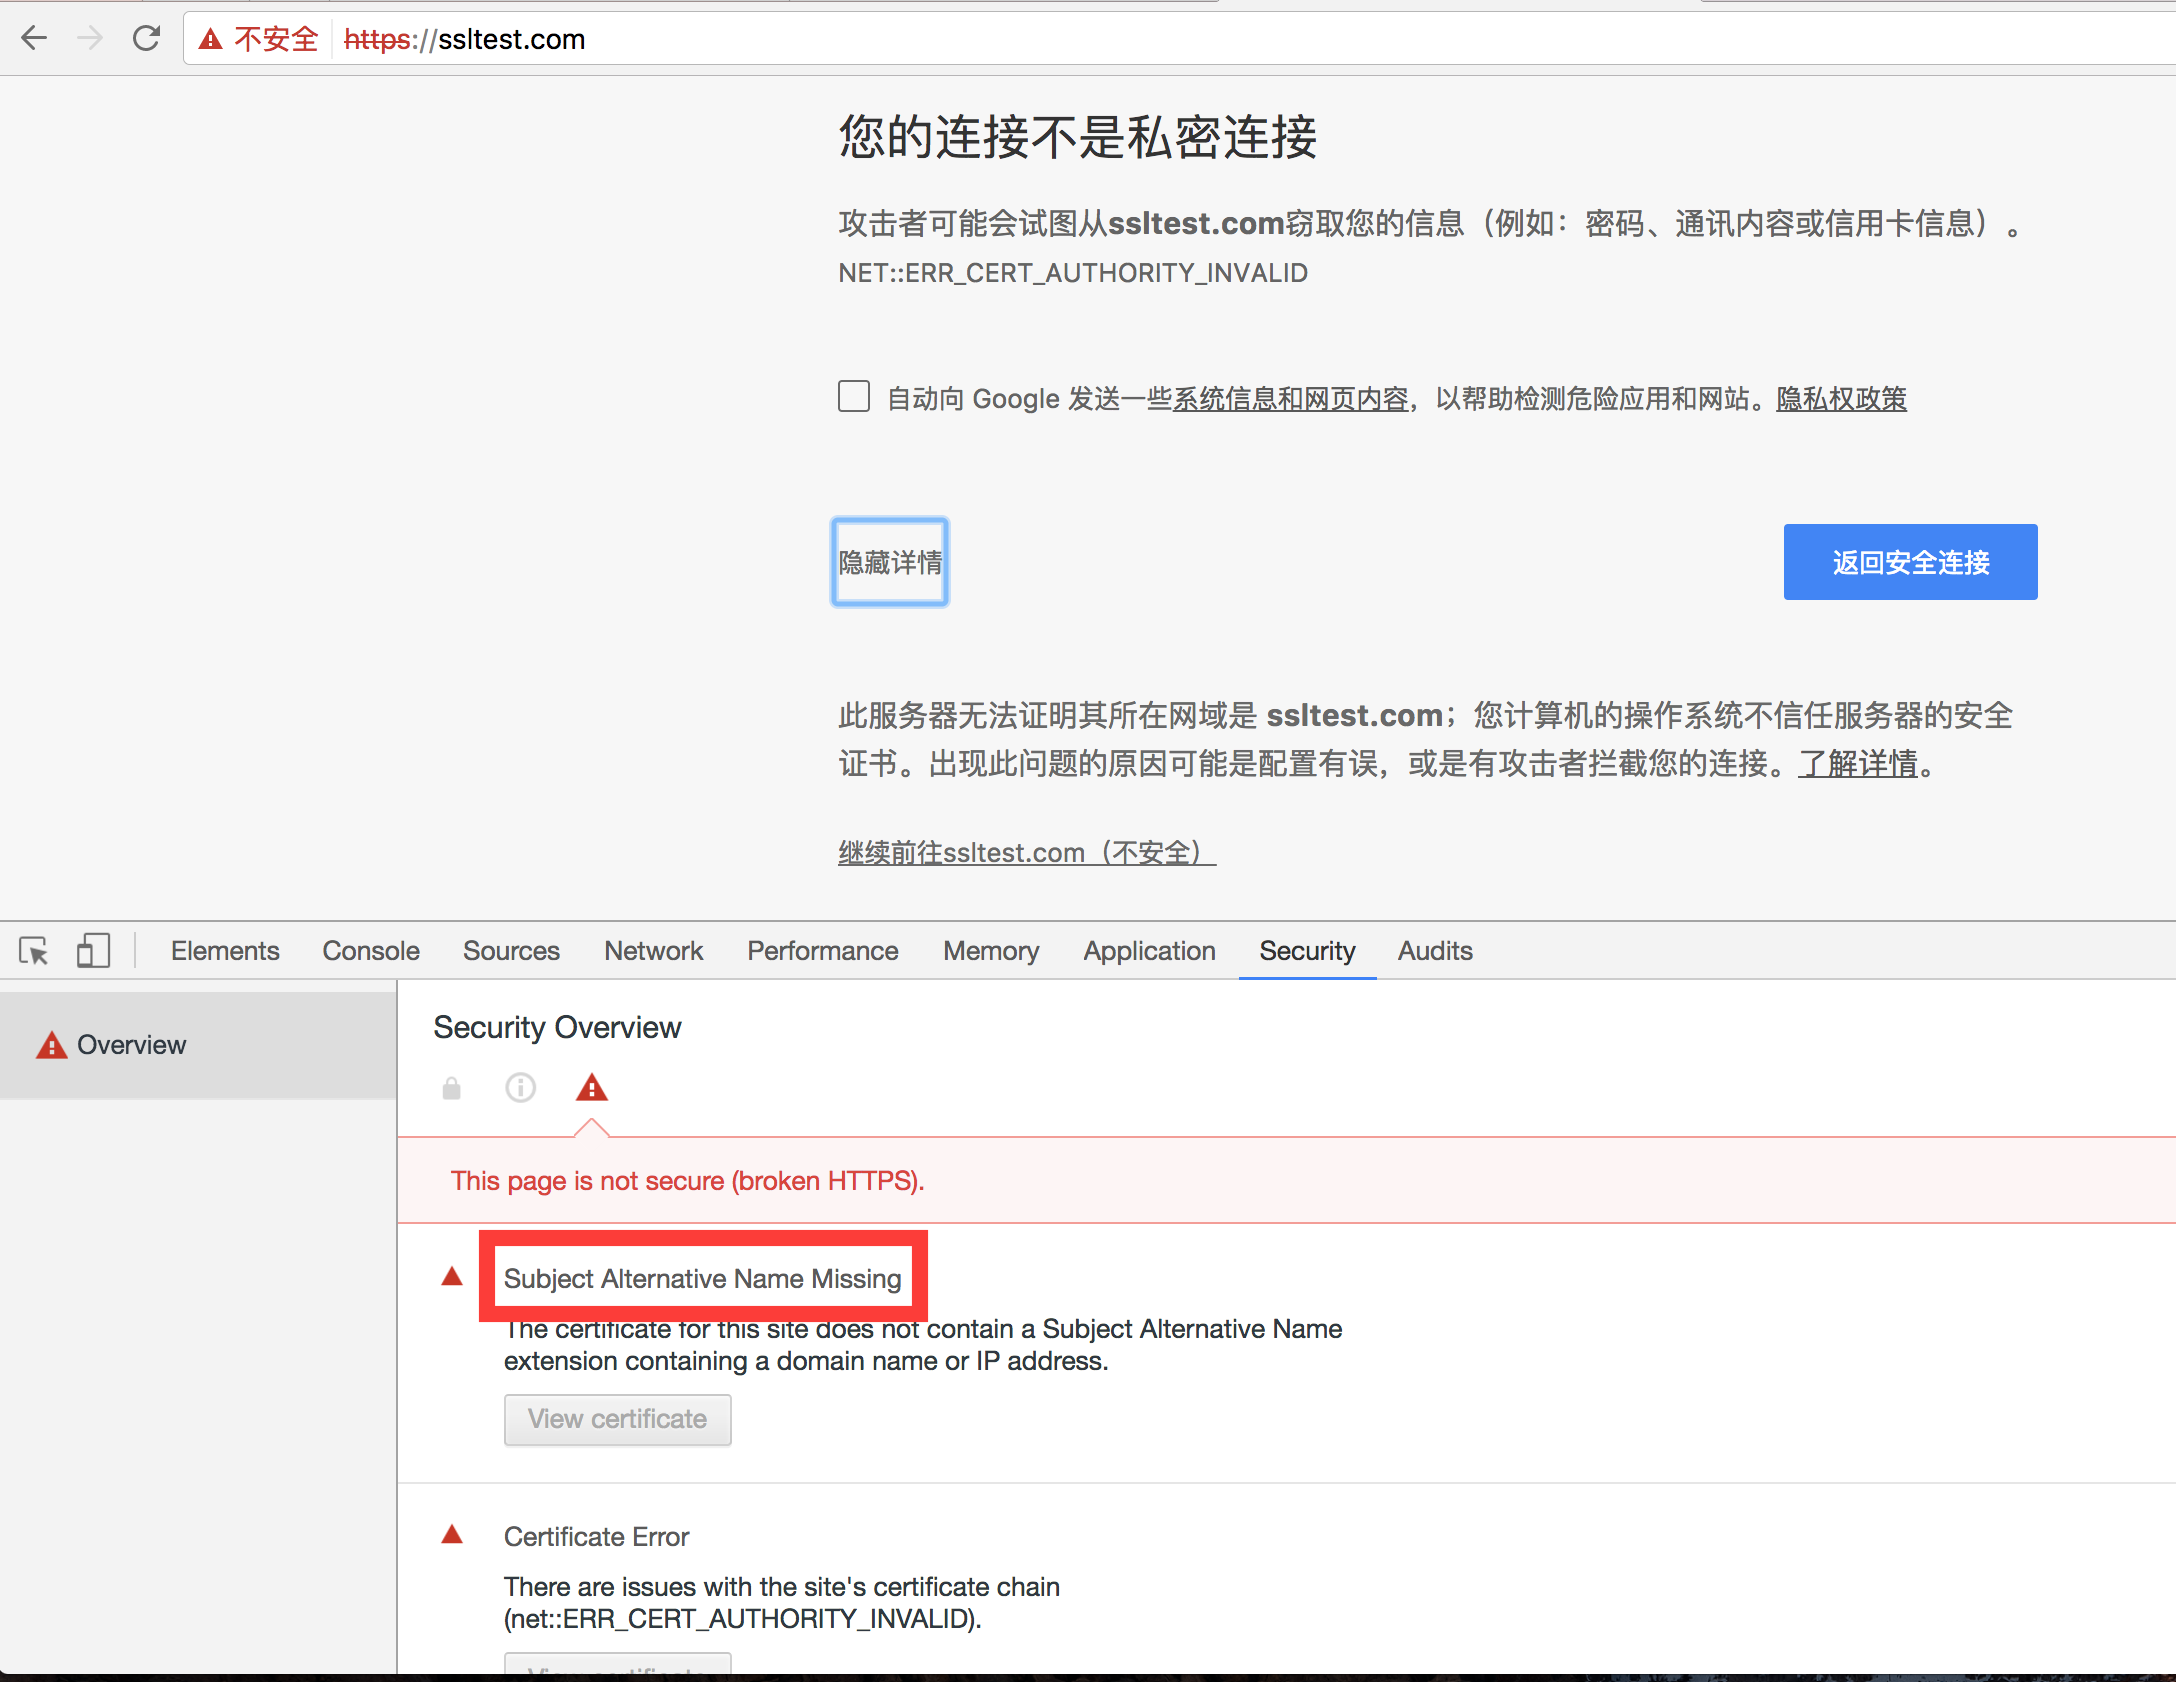 不安全 https://ssltest.com
您的连接不是私密连接
攻击者可能会试图从ssltest.com窃取您的信息（例如：密码、通讯内容或信用卡信息）。
NET::ERR_CERT_AUTHORITY_INVALID
自动向 Google 发送一些系统信息和网页内容，以帮助检测危险应用和网站。隐私权政策
隐藏详情
返回安全连接
此服务器无法证明其所在网域是 ssltest.com；您计算机的操作系统不信任服务器的安全
证书。出现此问题的原因可能是配置有误，或是有攻击者拦截您的连接。了解详情。
继续前往ssltest.com（不安全）
Elements Console Sources Network Performance Memory Application Security Audits
Overview
Security Overview
This page is not secure (broken HTTPS).
Subject Alternative Name Missing
The certificate for this site does not contain a Subject Alternative Name
extension containing a domain name or IP address.
View certificate
Certificate Error
There are issues with the site's certificate chain
(net::ERR_CERT_AUTHORITY_INVALID).
View certificate